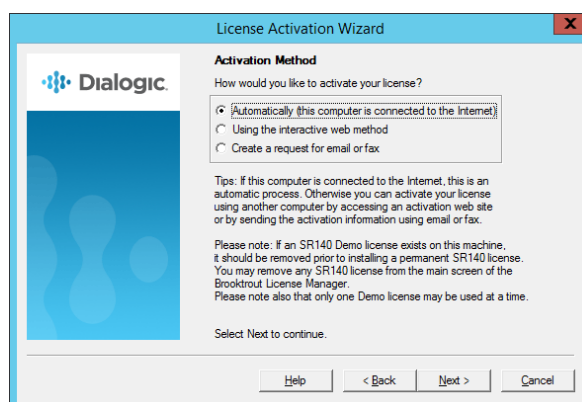 License Activation Wizard
X
Dialogic.
Activation Method
How would you like to activate your license?
Automatically (this computer is connected to the Internet)
Using the interactive web method
Create a request for email or fax
Tips: If this computer is connected to the Internet, this is an
automatic process. Otherwise you can activate your license
using another computer by accessing an activation web site
or by sending the activation information using email or fax.
Please note: If an SR140 Demo license exists on this machine,
it should be removed prior to installing a permanent SR140 license.
You may remove any SR140 license from the main screen of the
Brooktrout License Manager.
Please note also that only one Demo license may be used at a time.
Select Next to continue.
Help < Back Next > Cancel